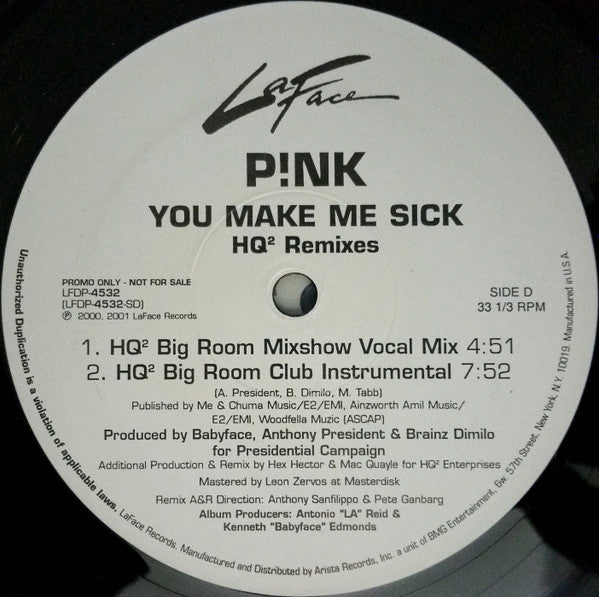 LaFace
P!NK
YOU MAKE ME SICK
HQ² Remixes
PROMO ONLY - NOT FOR SALE
LFDP-4532
(LFDP-4532-SD)
℗ 2000, 2001 LaFace Records
SIDE D
33 1/3 RPM
1. HQ² Big Room Mixshow Vocal Mix 4:51
2. HQ² Big Room Club Instrumental 7:52
(A. President, B. Dimilo, M. Tabb)
Published by Me & Chuma Music/E2/EMI, Ainzworth Amil Music/
E2/EMI, Woodfella Muzic (ASCAP)
Produced by Babyface, Anthony President & Brainz Dimilo
for Presidential Campaign
Additional Production & Remix by Hex Hector & Mac Quayle for HQ² Enterprises
Mastered by Leon Zervos at Masterdisk
Remix A&R Direction: Anthony Sanfilippo & Pete Ganbarg
Album Producers: Antonio "LA" Reid &
Kenneth "Babyface" Edmonds
Unauthorized Duplication is a violation of applicable laws. LaFace Records. Manufactured and Distributed by Arista Records, Inc. a unit of BMG Entertainment, 6w. 57th Street, New York, N.Y. 10019. Manufactured in U.S.A.